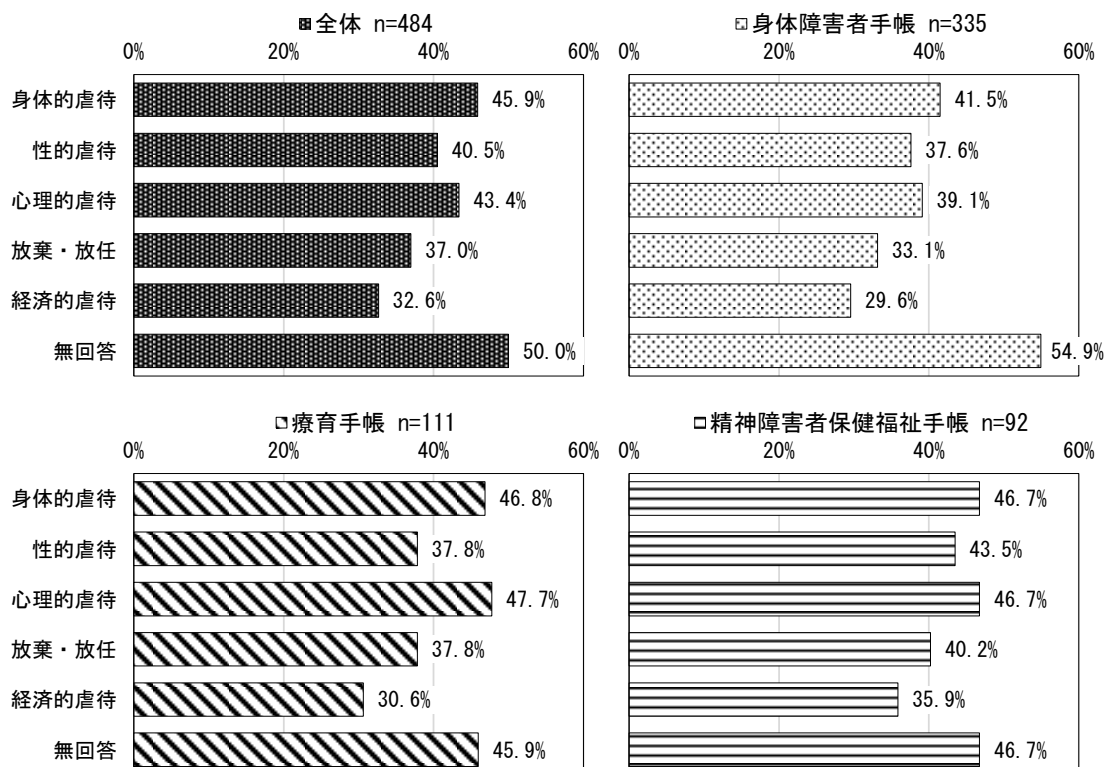 全体 n=484
0% 20% 40% 60%
身体的虐待 45.9%
性的虐待 40.5%
心理的虐待 43.4%
放棄・放任 37.0%
経済的虐待 32.6%
無回答 50.0%
身体障害者手帳 n=335
0% 20% 40% 60%
41.5%
37.6%
39.1%
33.1%
29.6%
54.9%
療育手帳 n=111
0% 20% 40% 60%
身体的虐待 46.8%
性的虐待 37.8%
心理的虐待 47.7%
放棄・放任 37.8%
経済的虐待 30.6%
無回答 45.9%
精神障害者保健福祉手帳 n=92
0% 20% 40% 60%
46.7%
43.5%
46.7%
40.2%
35.9%
46.7%